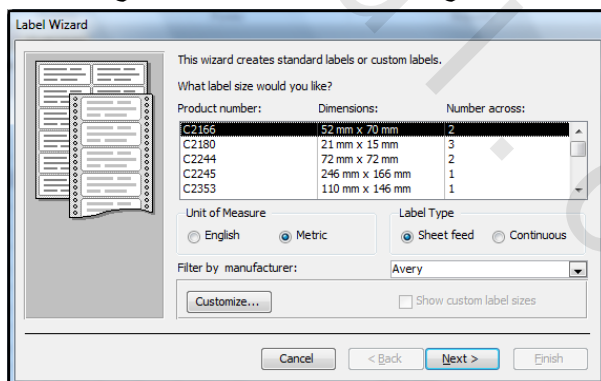 Label Wizard
This wizard creates standard labels or custom labels.
What label size would you like?
Product number: Dimensions: Number across:
C2166 52 mm x 70 mm 2
C2180 21 mm x 15 mm 3
C2244 72 mm x 72 mm 2
C2245 246 mm x 166 mm 1
C2353 110 mm x 146 mm 1
Unit of Measure Label Type
English Metric Sheet feed Continuous
Filter by manufacturer: Avery
Customize... Show custom label sizes
Cancel < Back Next > Finish